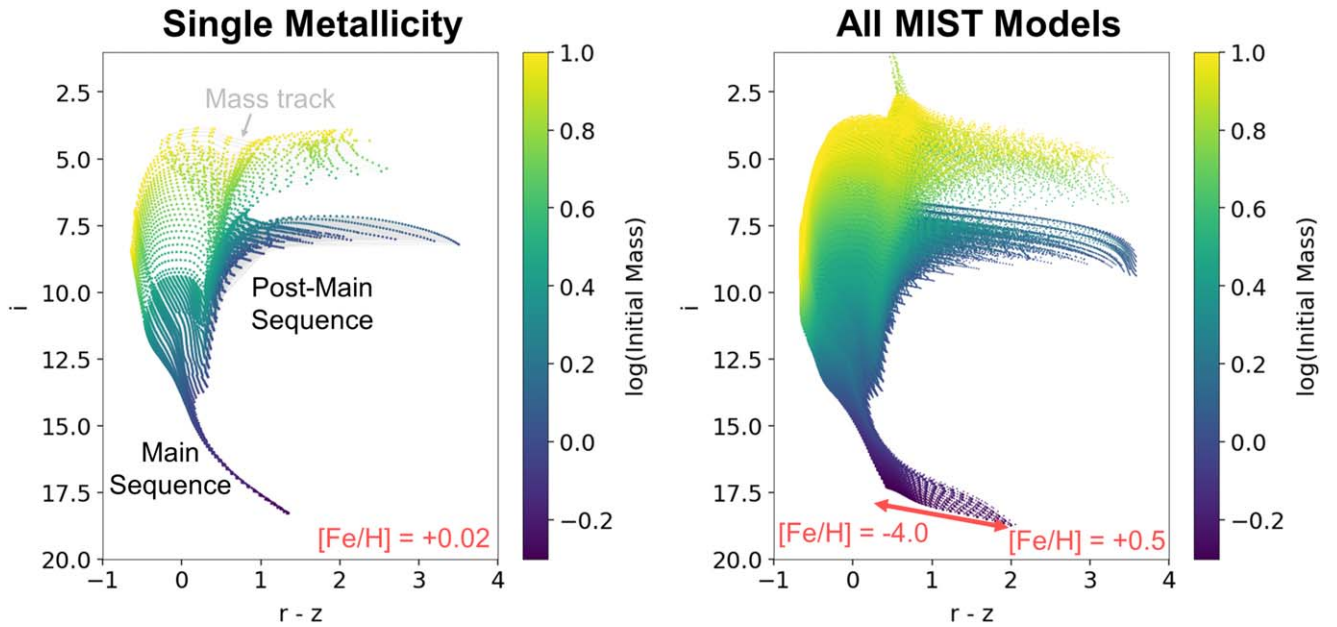 Single Metallicity
Mass track
Post-Main
Sequence
Main
Sequence
[Fe/H] = +0.02
2.5
5.0
7.5
10.0
12.5
15.0
17.5
20.0
i
−1
0
1
2
3
4
r - z
1.0
0.8
0.6
0.4
0.2
0.0
−0.2
log(Initial Mass)
All MIST Models
[Fe/H] = -4.0
[Fe/H] = +0.5
2.5
5.0
7.5
10.0
12.5
15.0
17.5
20.0
i
−1
0
1
2
3
4
r - z
1.0
0.8
0.6
0.4
0.2
0.0
−0.2
log(Initial Mass)